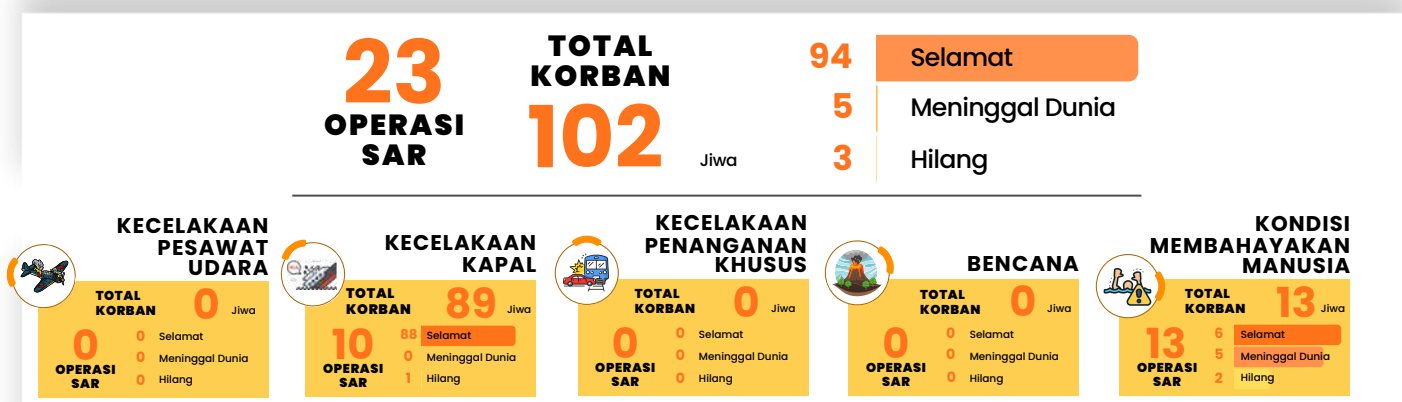 23
OPERASI
SAR
TOTAL
KORBAN
102
Jiwa
94 Selamat
5 Meninggal Dunia
3 Hilang
KECELAKAAN
PESAWAT
UDARA
TOTAL
KORBAN
0 Jiwa
0
OPERASI
SAR
0 Selamat
0 Meninggal Dunia
0 Hilang
KECELAKAAN
KAPAL
TOTAL
KORBAN
89 Jiwa
10
OPERASI
SAR
88 Selamat
0 Meninggal Dunia
1 Hilang
KECELAKAAN
PENANGANAN
KHUSUS
TOTAL
KORBAN
0 Jiwa
0
OPERASI
SAR
0 Selamat
0 Meninggal Dunia
0 Hilang
BENCANA
TOTAL
KORBAN
0 Jiwa
0
OPERASI
SAR
0 Selamat
0 Meninggal Dunia
0 Hilang
KONDISI
MEMBAHAYAKAN
MANUSIA
TOTAL
KORBAN
13 Jiwa
13
OPERASI
SAR
6 Selamat
5 Meninggal Dunia
2 Hilang